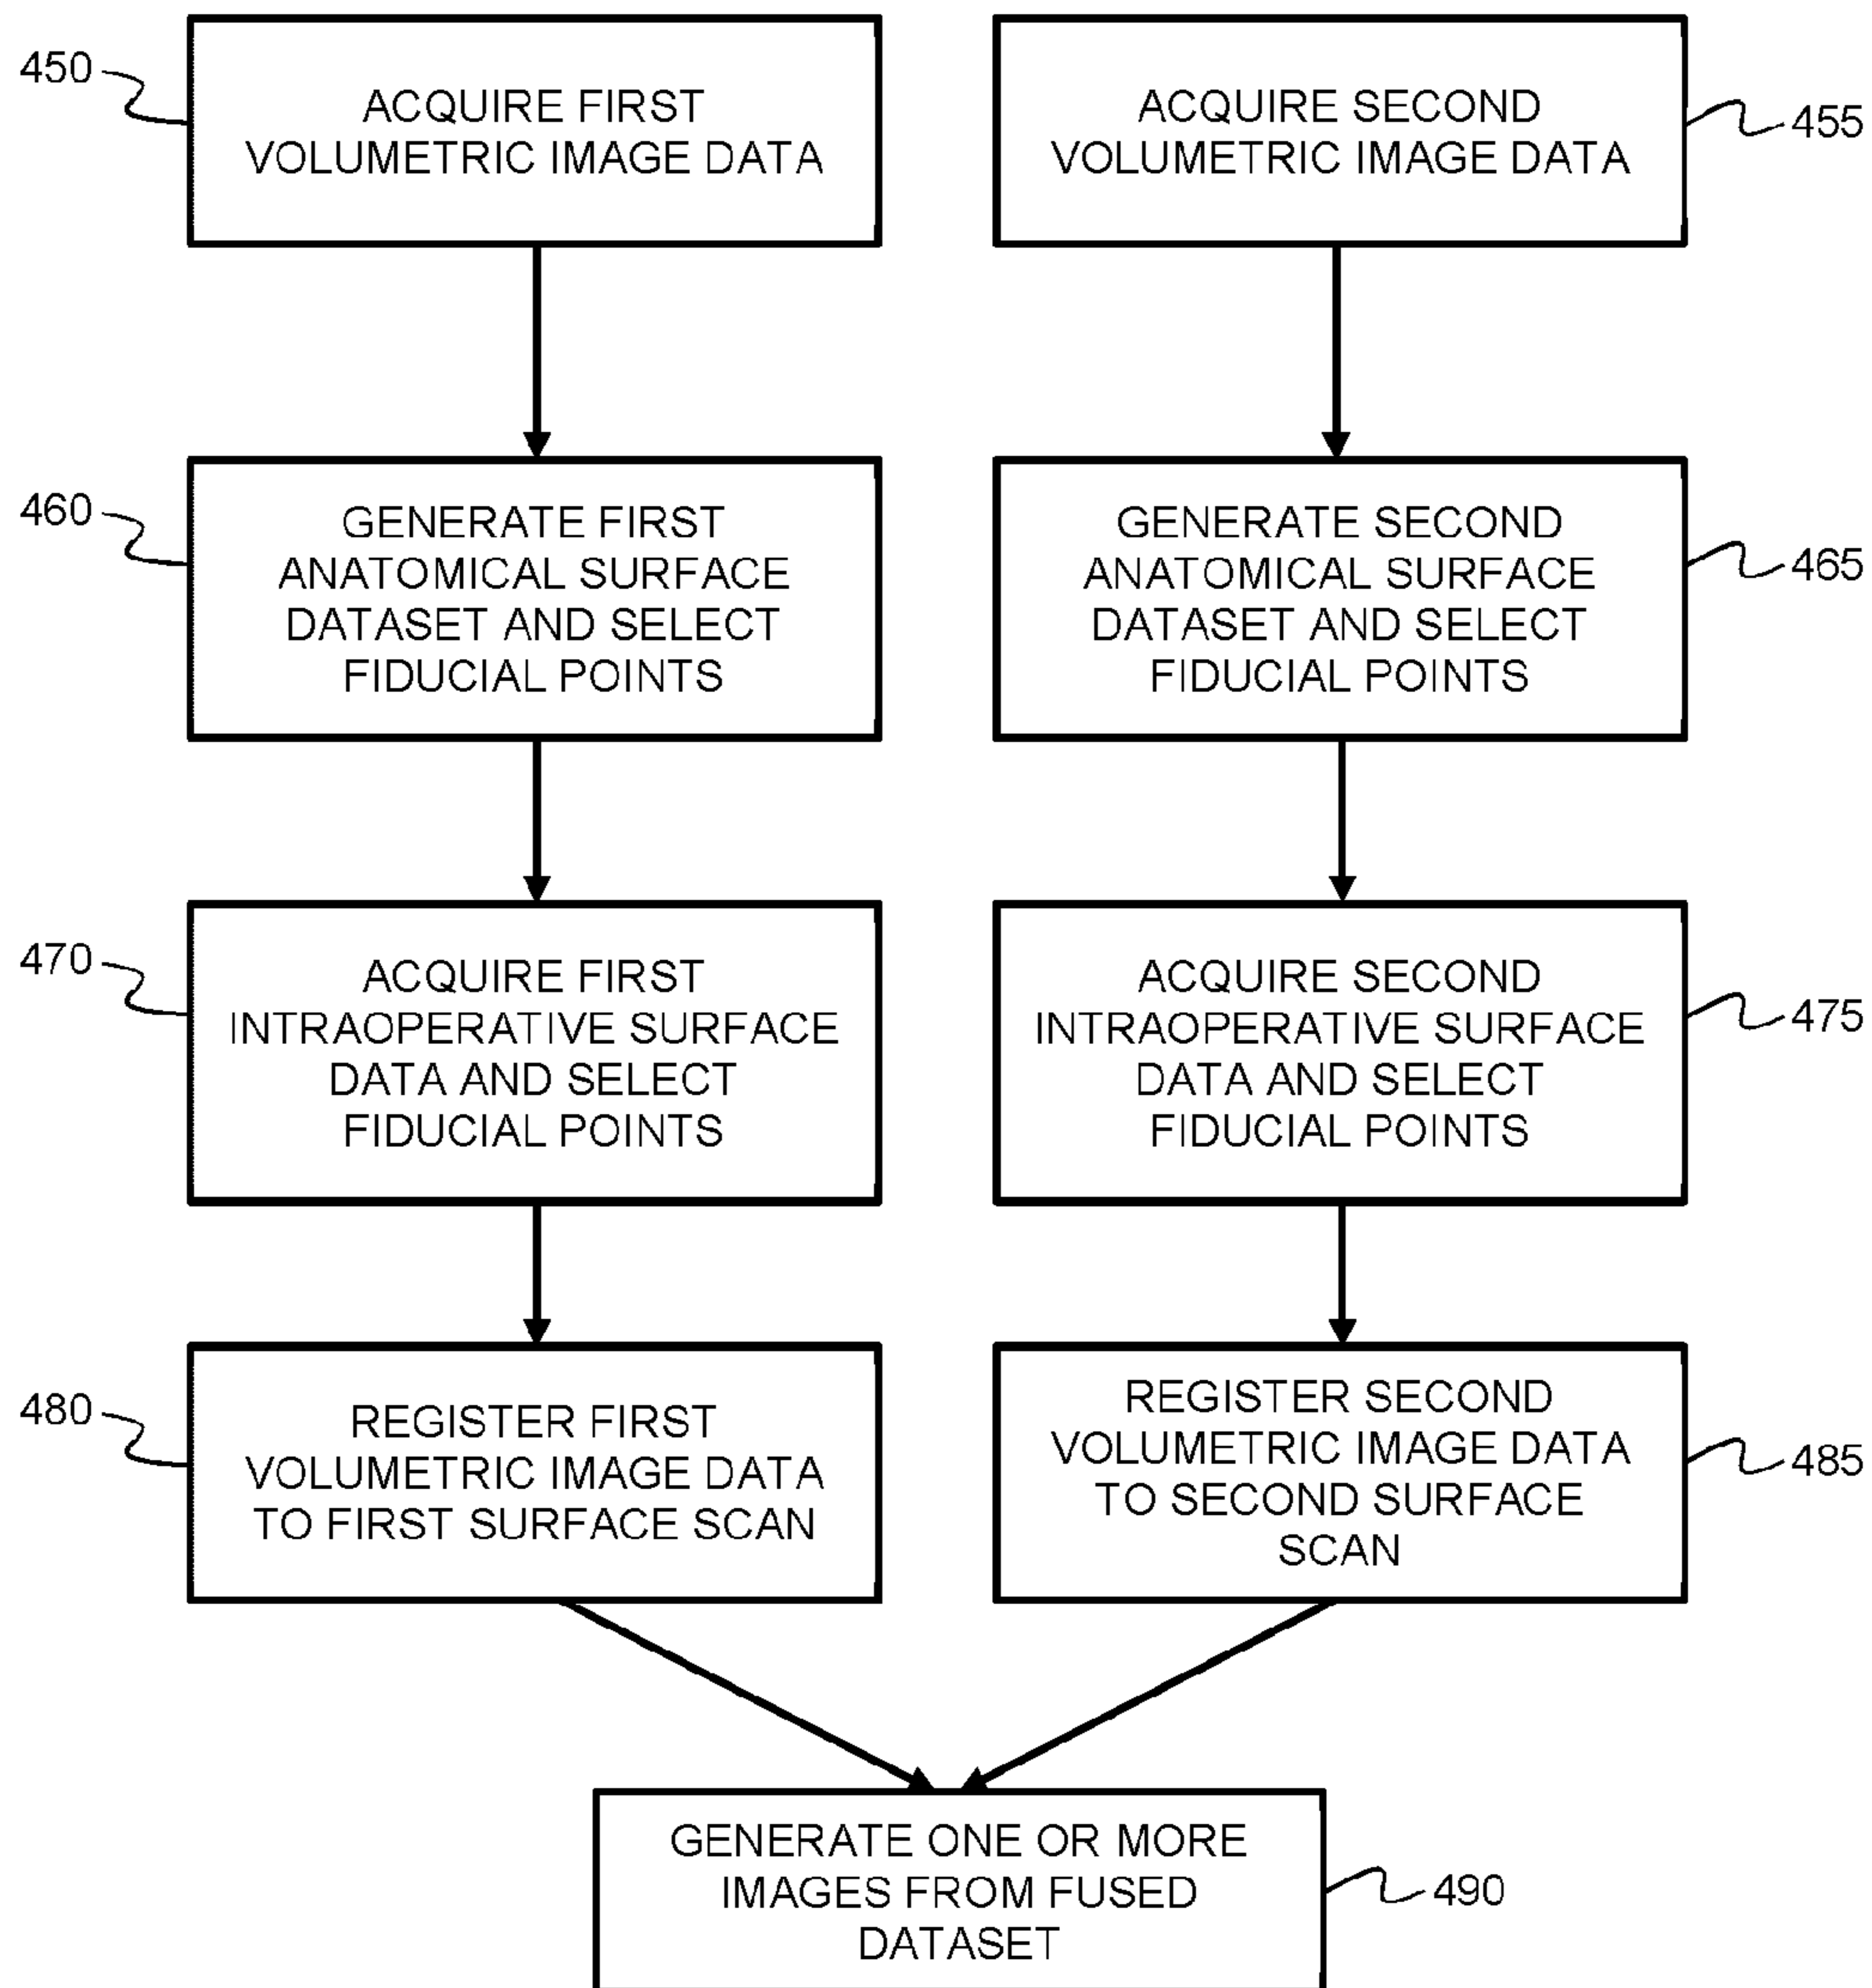 450
ACQUIRE FIRST
VOLUMETRIC IMAGE DATA
ACQUIRE SECOND
VOLUMETRIC IMAGE DATA
455
460
GENERATE FIRST
ANATOMICAL SURFACE
DATASET AND SELECT
FIDUCIAL POINTS
GENERATE SECOND
ANATOMICAL SURFACE
DATASET AND SELECT
FIDUCIAL POINTS
465
470
ACQUIRE FIRST
INTRAOPERATIVE SURFACE
DATA AND SELECT
FIDUCIAL POINTS
ACQUIRE SECOND
INTRAOPERATIVE SURFACE
DATA AND SELECT
FIDUCIAL POINTS
475
480
REGISTER FIRST
VOLUMETRIC IMAGE DATA
TO FIRST SURFACE SCAN
REGISTER SECOND
VOLUMETRIC IMAGE DATA
TO SECOND SURFACE
SCAN
485
GENERATE ONE OR MORE
IMAGES FROM FUSED
DATASET
490